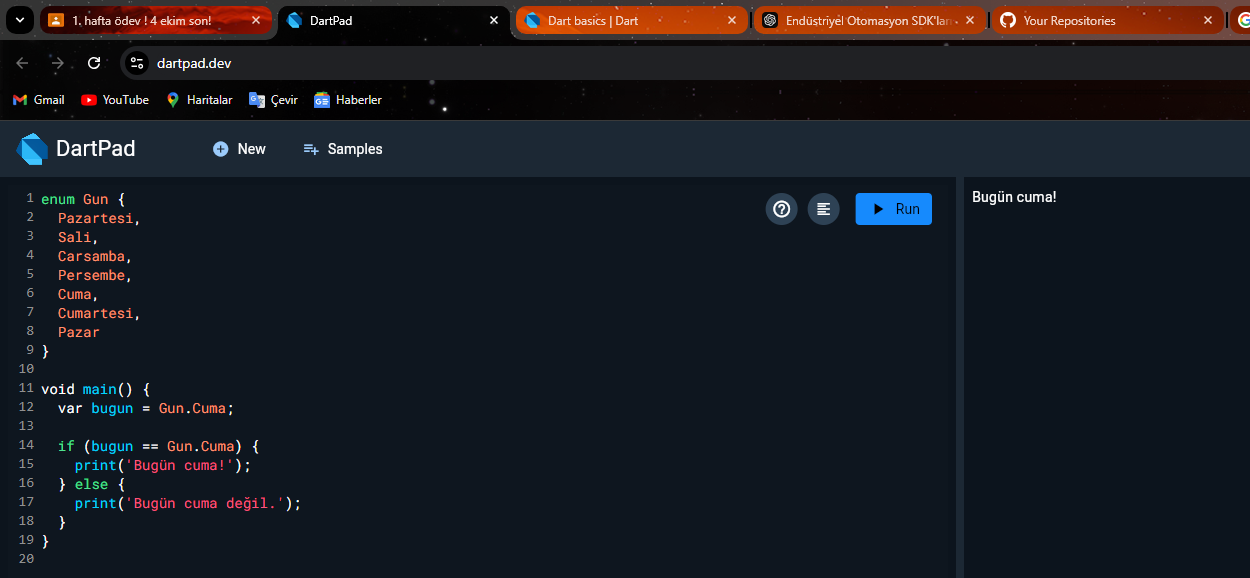 1, hafta ödev ! 4 ekim son!
DartPad
Dart basics | Dart
Endüstriyel Otomasyon SDK'ları
Your Repositories
dartpad.dev
Gmail
YouTube
Haritalar
Çevir
Haberler
DartPad
New
Samples
Run
1 enum Gun {
2   Pazartesi,
3   Sali,
4   Carsamba,
5   Persembe,
6   Cuma,
7   Cumartesi,
8   Pazar
9 }
10
11 void main() {
12   var bugun = Gun.Cuma;
13
14   if (bugun == Gun.Cuma) {
15     print('Bugün cuma!');
16   } else {
17     print('Bugün cuma değil.');
18   }
19 }
20
Bugün cuma!